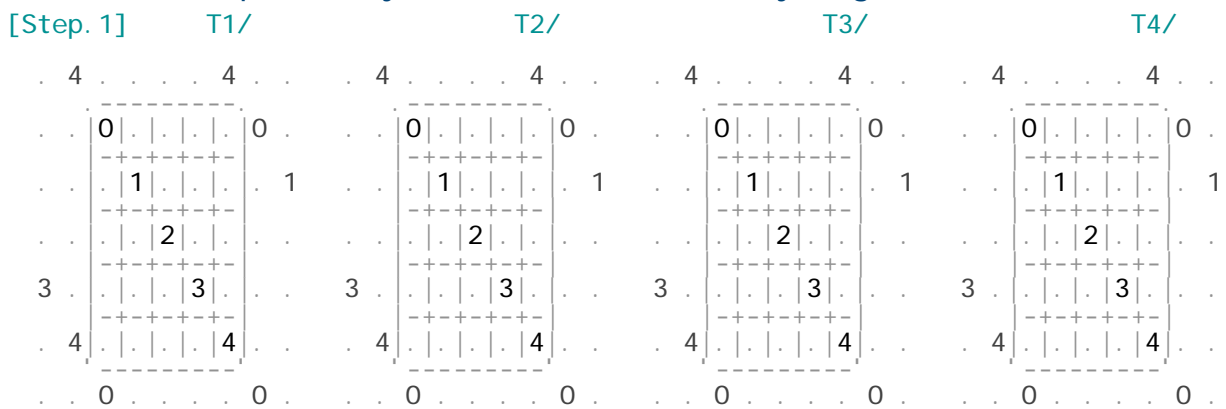 [Step.1] T1/ T2/ T3/ T4/
. 4 . . . . 4 . . . 4 . . . . 4 . . . 4 . . . . 4 . . . 4 . . . . 4 . .
.---------. .---------. .---------. .---------.
. . |0|.|.|.|.|0 . . . |0|.|.|.|.|0 . . . |0|.|.|.|.|0 . . . |0|.|.|.|.|0 .
|-+-+-+-+-| |-+-+-+-+-| |-+-+-+-+-| |-+-+-+-+-|
. . |.|1|.|.|.|. 1 . . |.|1|.|.|.|. 1 . . |.|1|.|.|.|. 1 . . |.|1|.|.|.|. 1
|-+-+-+-+-| |-+-+-+-+-| |-+-+-+-+-| |-+-+-+-+-|
. . |.|.|2|.|.|. . . . |.|.|2|.|.|. . . . |.|.|2|.|.|. . . . |.|.|2|.|.|. .
|-+-+-+-+-| |-+-+-+-+-| |-+-+-+-+-| |-+-+-+-+-|
3 . |.|.|.|3|.|. . 3 . |.|.|.|3|.|. . 3 . |.|.|.|3|.|. . 3 . |.|.|.|3|.|. .
|-+-+-+-+-| |-+-+-+-+-| |-+-+-+-+-| |-+-+-+-+-|
. 4|.|.|.|.|4|. . . 4|.|.|.|.|4|. . . 4|.|.|.|.|4|. . . 4|.|.|.|.|4|. .
'---------' '---------' '---------' '---------'
. . 0 . . . . 0 . . . 0 . . . . 0 . . . 0 . . . . 0 . . . 0 . . . . 0 .